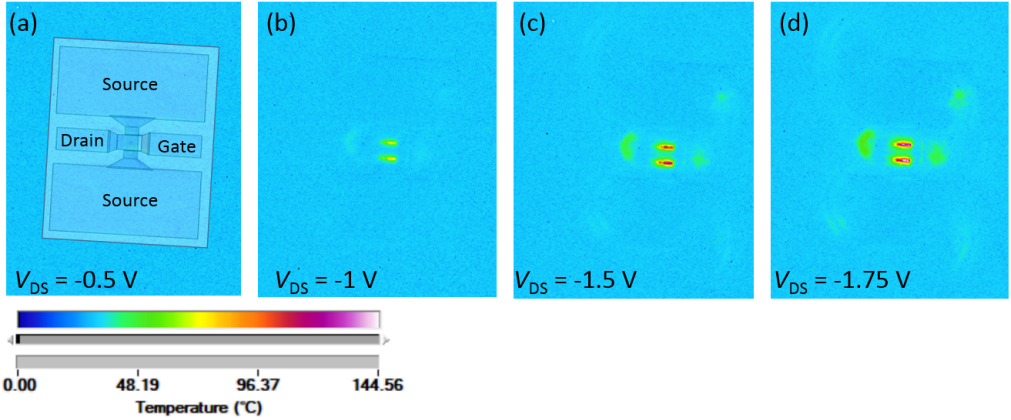 (a)
(b)
(c)
(d)
Source
Drain
Gate
Source
VDS = -0.5 V
VDS = -1 V
VDS = -1.5 V
VDS = -1.75 V
0.00 48.19 96.37 144.56
Temperature (°C)